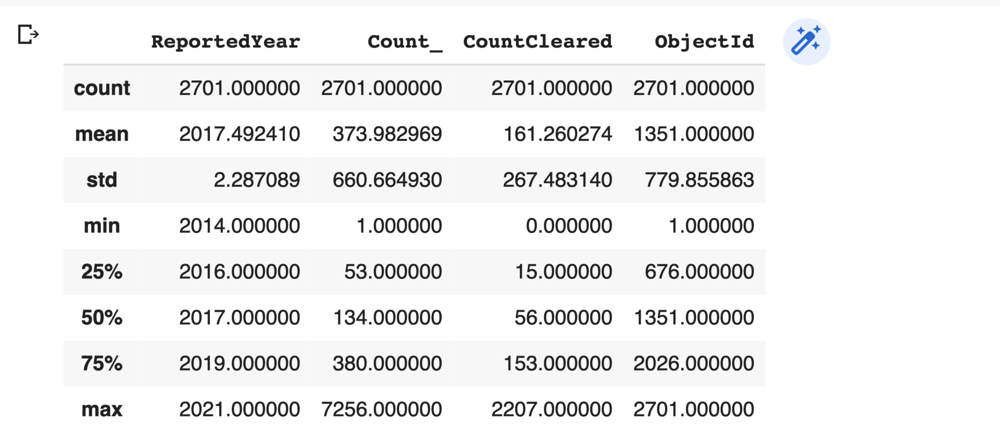 ReportedYear Count_ CountCleared ObjectId
count 2701.000000 2701.000000 2701.000000 2701.000000
mean 2017.492410 373.982969 161.260274 1351.000000
std 2.287089 660.664930 267.483140 779.855863
min 2014.000000 1.000000 0.000000 1.000000
25% 2016.000000 53.000000 15.000000 676.000000
50% 2017.000000 134.000000 56.000000 1351.000000
75% 2019.000000 380.000000 153.000000 2026.000000
max 2021.000000 7256.000000 2207.000000 2701.000000